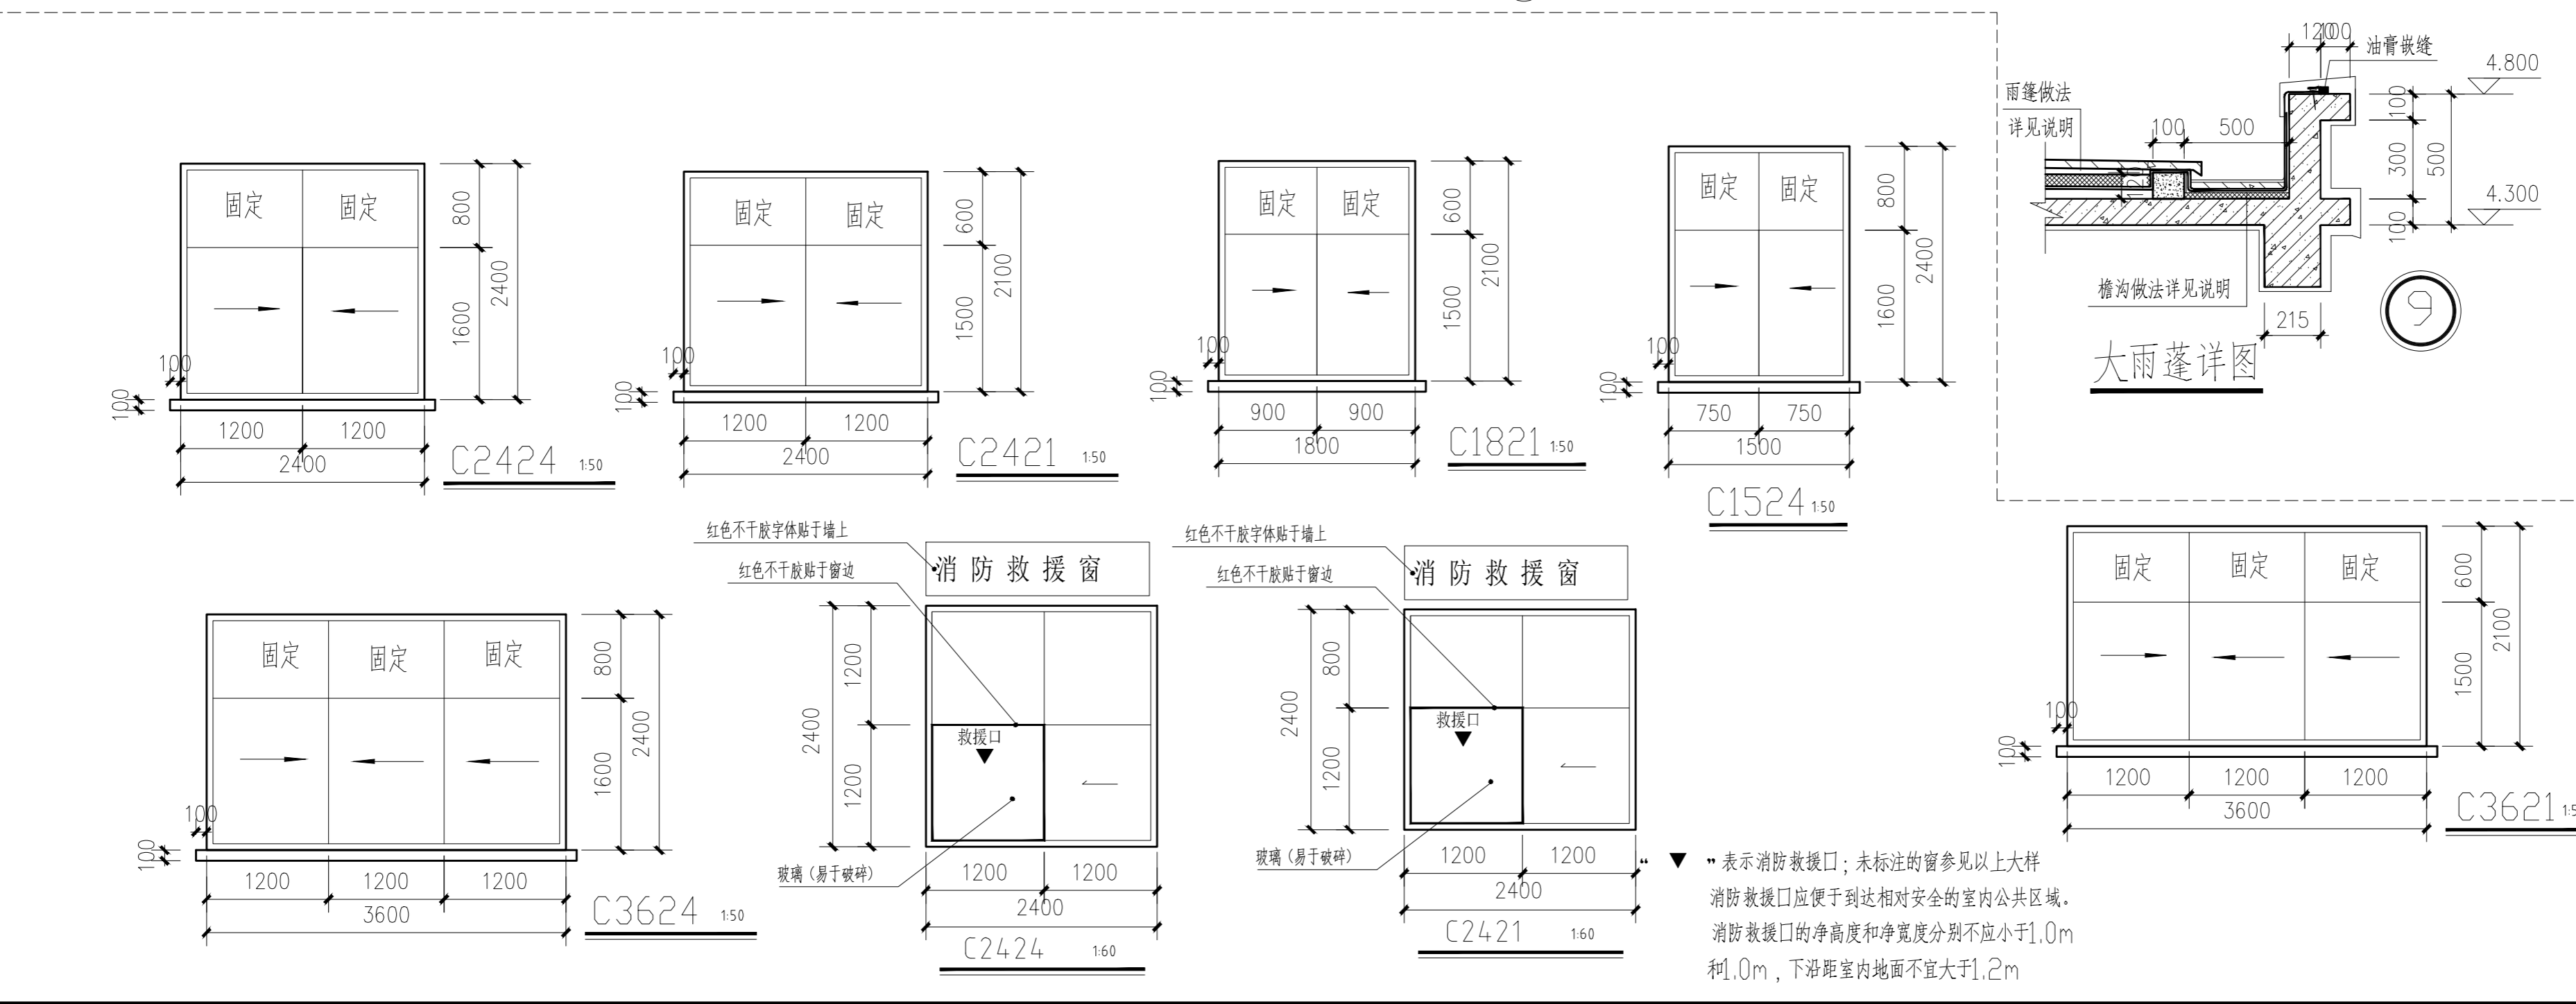 固定 固定
800
1600
2400
100
100
1200 1200
2400
C2424 1:50
固定 固定
600
1500
2100
100
100
1200 1200
2400
C2421 1:50
固定 固定
600
1500
2100
100
100
900 900
1800
C1821 1:50
固定 固定
800
1600
2400
100
100
750 750
1500
C1524 1:50
120 100
油膏嵌缝
4.800
雨篷做法
详见说明
100 500
100
300
500
4.300
100
檐沟做法详见说明
215
9
大雨蓬详图
固定 固定 固定
800
1600
2400
100
100
1200 1200 1200
3600
C3624 1:50
红色不干胶字体贴于墙上
消防救援窗
红色不干胶贴于窗边
1200
1200
2400
救援口
玻璃（易于破碎）
1200 1200
2400
C2424 1:60
红色不干胶字体贴于墙上
消防救援窗
红色不干胶贴于窗边
800
1200
2400
救援口
玻璃（易于破碎）
1200 1200
2400
C2421 1:60
固定 固定 固定
600
1500
2100
100
100
1200 1200 1200
3600
C3621
“ ▼ ”表示消防救援口；未标注的窗参见以上大样
消防救援口应便于到达相对安全的室内公共区域。
消防救援口的净高度和净宽度分别不应小于1.0m
和1.0m，下沿距室内地面不宜大于1.2m